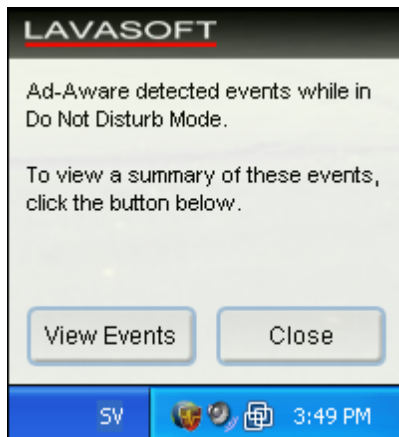 LAVASOFT
Ad-Aware detected events while in
Do Not Disturb Mode.
To view a summary of these events,
click the button below.
View Events Close
SV 3:49 PM